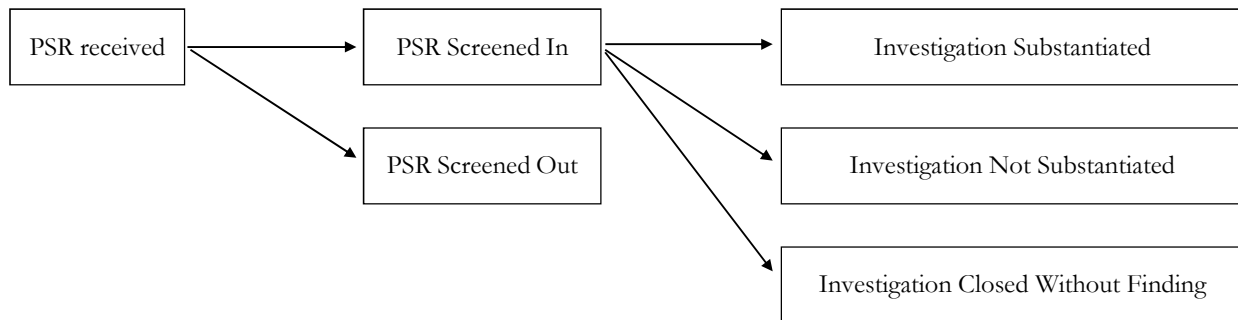 PSR received
PSR Screened In
Investigation Substantiated
PSR Screened Out
Investigation Not Substantiated
Investigation Closed Without Finding